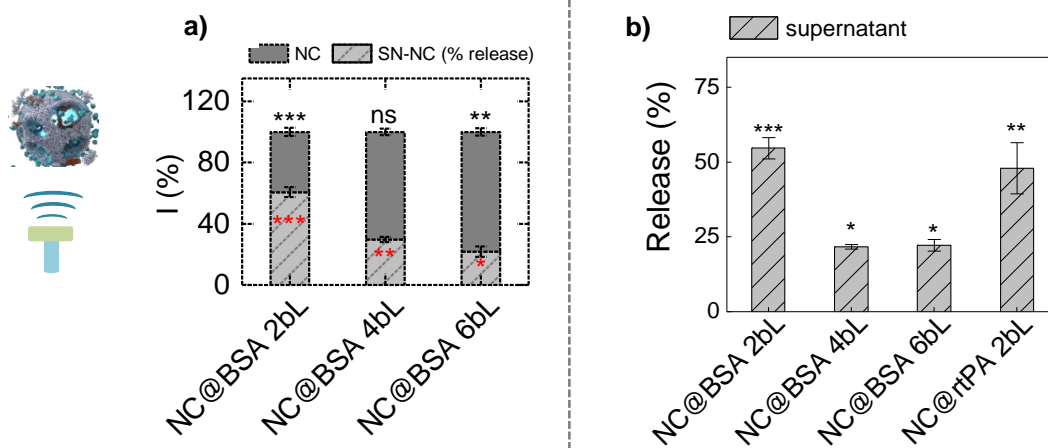 a)
NC SN-NC (% release)
I (%)
120
80
40
0
*** ns **
*** ** *
NC@BSA 2bL
NC@BSA 4bL
NC@BSA 6bL
b)
supernatant
Release (%)
75
50
25
0
*** * * **
NC@BSA 2bL
NC@BSA 4bL
NC@BSA 6bL
NC@rtPA 2bL